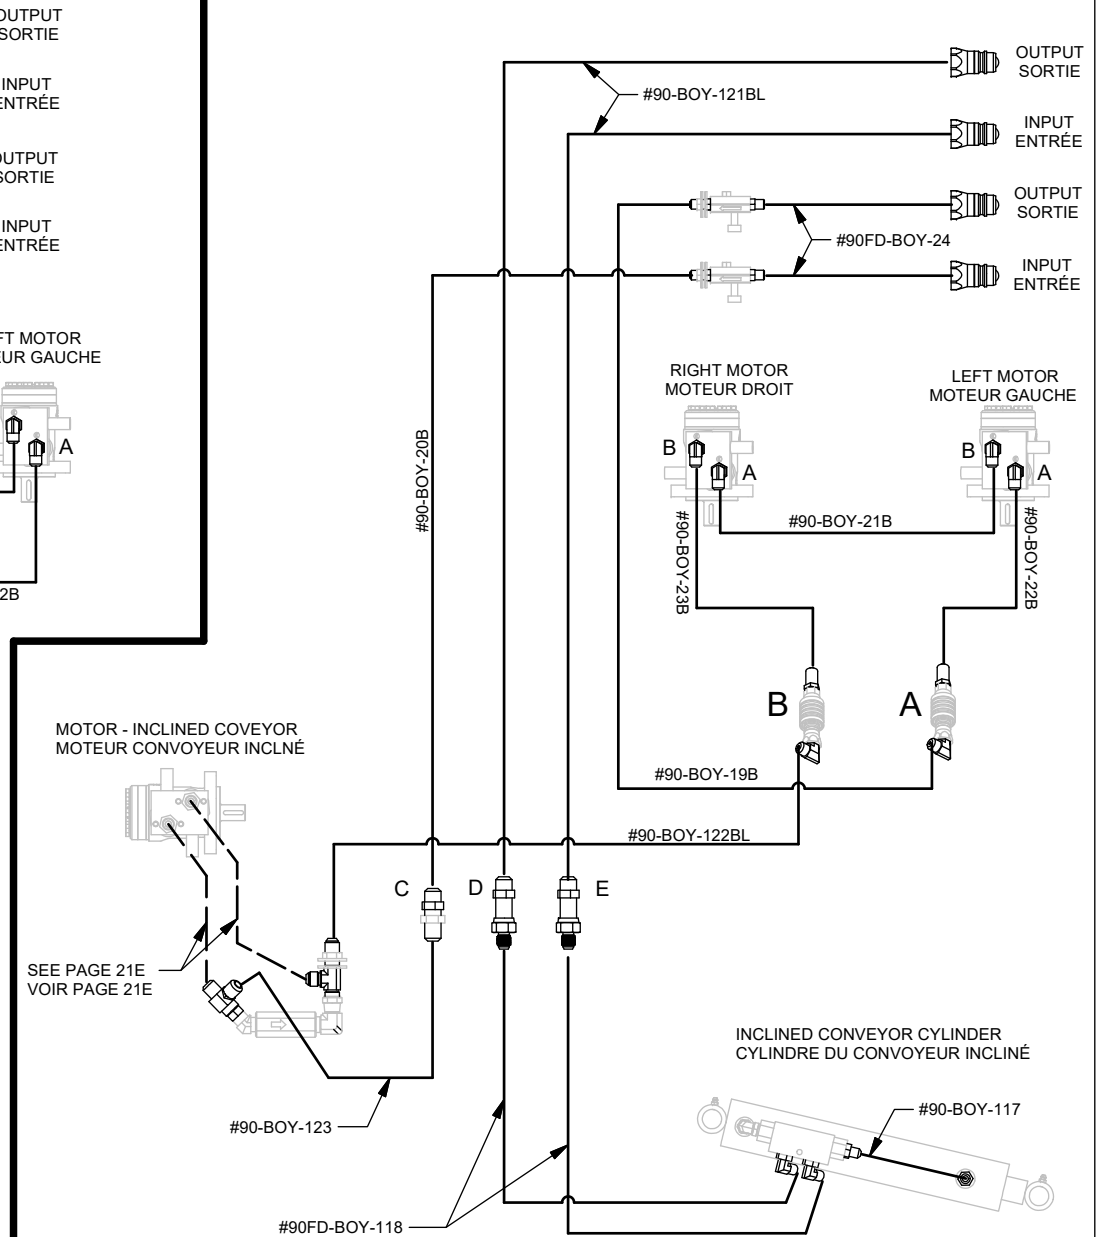 OUTPUT
SORTIE
INPUT
ENTRÉE
OUTPUT
SORTIE
INPUT
ENTRÉE
FT MOTOR
EUR GAUCHE
A
2B
OUTPUT
SORTIE
#90-BOY-121BL
INPUT
ENTRÉE
OUTPUT
SORTIE
#90FD-BOY-24
INPUT
ENTRÉE
RIGHT MOTOR
MOTEUR DROIT
LEFT MOTOR
MOTEUR GAUCHE
B
A
B
A
#90-BOY-20B
#90-BOY-21B
#90-BOY-23B
#90-BOY-22B
B
A
MOTOR - INCLINED COVEYOR
MOTEUR CONVOYEUR INCLNÉ
#90-BOY-19B
#90-BOY-122BL
C
D
E
SEE PAGE 21E
VOIR PAGE 21E
INCLINED CONVEYOR CYLINDER
CYLINDRE DU CONVOYEUR INCLINÉ
#90-BOY-117
#90-BOY-123
#90FD-BOY-118